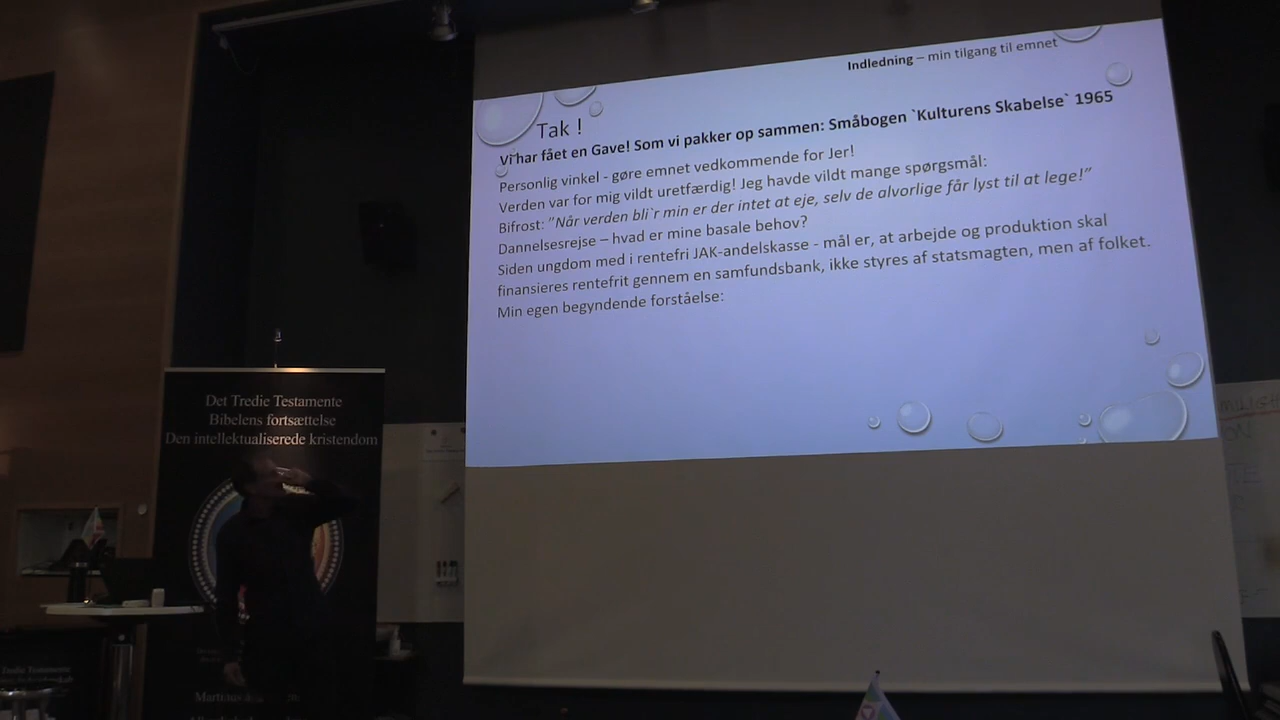 Indledning – min tilgang til emnet
Tak !
Vi har fået en Gave! Som vi pakker op sammen: Småbogen `Kulturens Skabelse` 1965
Personlig vinkel - gøre emnet vedkommende for Jer!
Verden var for mig vildt uretfærdig! Jeg havde vildt mange spørgsmål:
Bifrost: ”Når verden bli`r min er der intet at eje, selv de alvorlige får lyst til at lege!”
Dannelsesrejse – hvad er mine basale behov?
Siden ungdom med i rentefri JAK-andelskasse - mål er, at arbejde og produktion skal
finansieres rentefrit gennem en samfundsbank, ikke styres af statsmagten, men af folket.
Min egen begyndende forståelse:
Det Tredie Testamente
Bibelens fortsættelse
Den intellektualiserede kristendom
Tredie Testamente